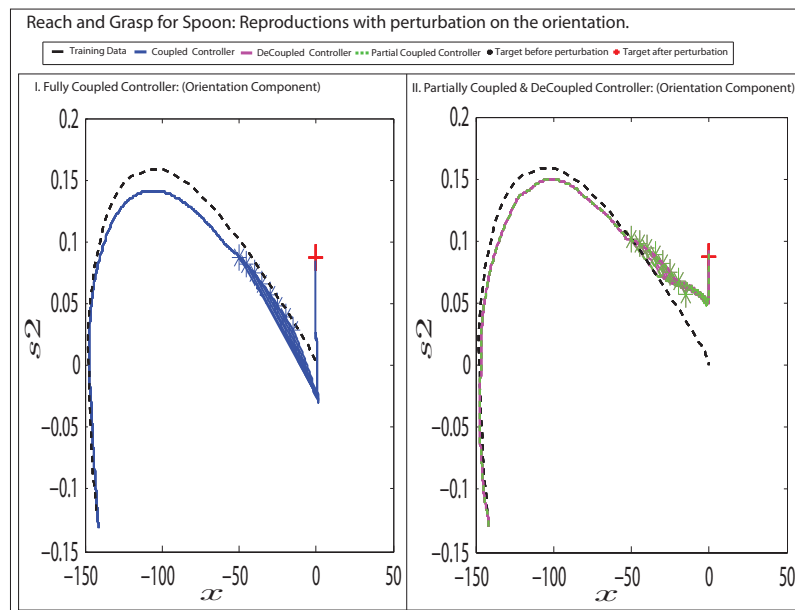 Reach and Grasp for Spoon: Reproductions with perturbation on the orientation.
Training Data Coupled Controller DeCoupled Controller Partial Coupled Controller Target before perturbation Target after perturbation
I. Fully Coupled Controller: (Orientation Component)
II. Partially Coupled & DeCoupled Controller: (Orientation Component)
0.2
0.15
0.1
0.05
0
−0.05
−0.1
−0.15
s2
−150 −100 −50 0 50
x
0.2
0.15
0.1
0.05
0
−0.05
−0.1
−0.15
s2
−150 −100 −50 0 50
x